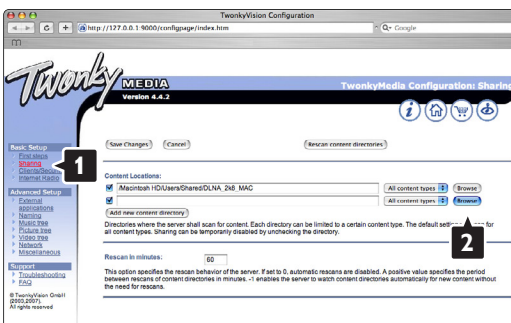 TwonkyVision Configuration
http://127.0.0.1:9000/configpage/index.htm
Google
Twonky
MEDIA
Version 4.4.2
TwonkyMedia Configuration: Sharing
Save Changes
Cancel
Rescan content directories
Basic Setup
First steps
Sharing
Clients/Security
Internet Radio
1
Advanced Setup
External
applications
Naming
Music tree
Picture tree
Video tree
Network
Miscellaneous
Support
Troubleshooting
FAQ
© TwonkyVision GmbH
(2003,2007).
All rights reserved
Content Locations:
/Macintosh HD/Users/Shared/DLNA_2k8_MAC
All content types
Browse
All content types
Browse
Add new content directory
2
Directories where the server shall scan for content. Each directory can be limited to a certain content type. The default for
all content types. Sharing can be temporarily disabled by unchecking the directory.
Rescan in minutes:
60
This option specifies the rescan behavior of the server. If set to 0, automatic rescans are disabled. A positive value specifies the period
between rescans of content directories in minutes. -1 enables the server to watch content directories automatically for new content without
the need for rescans.